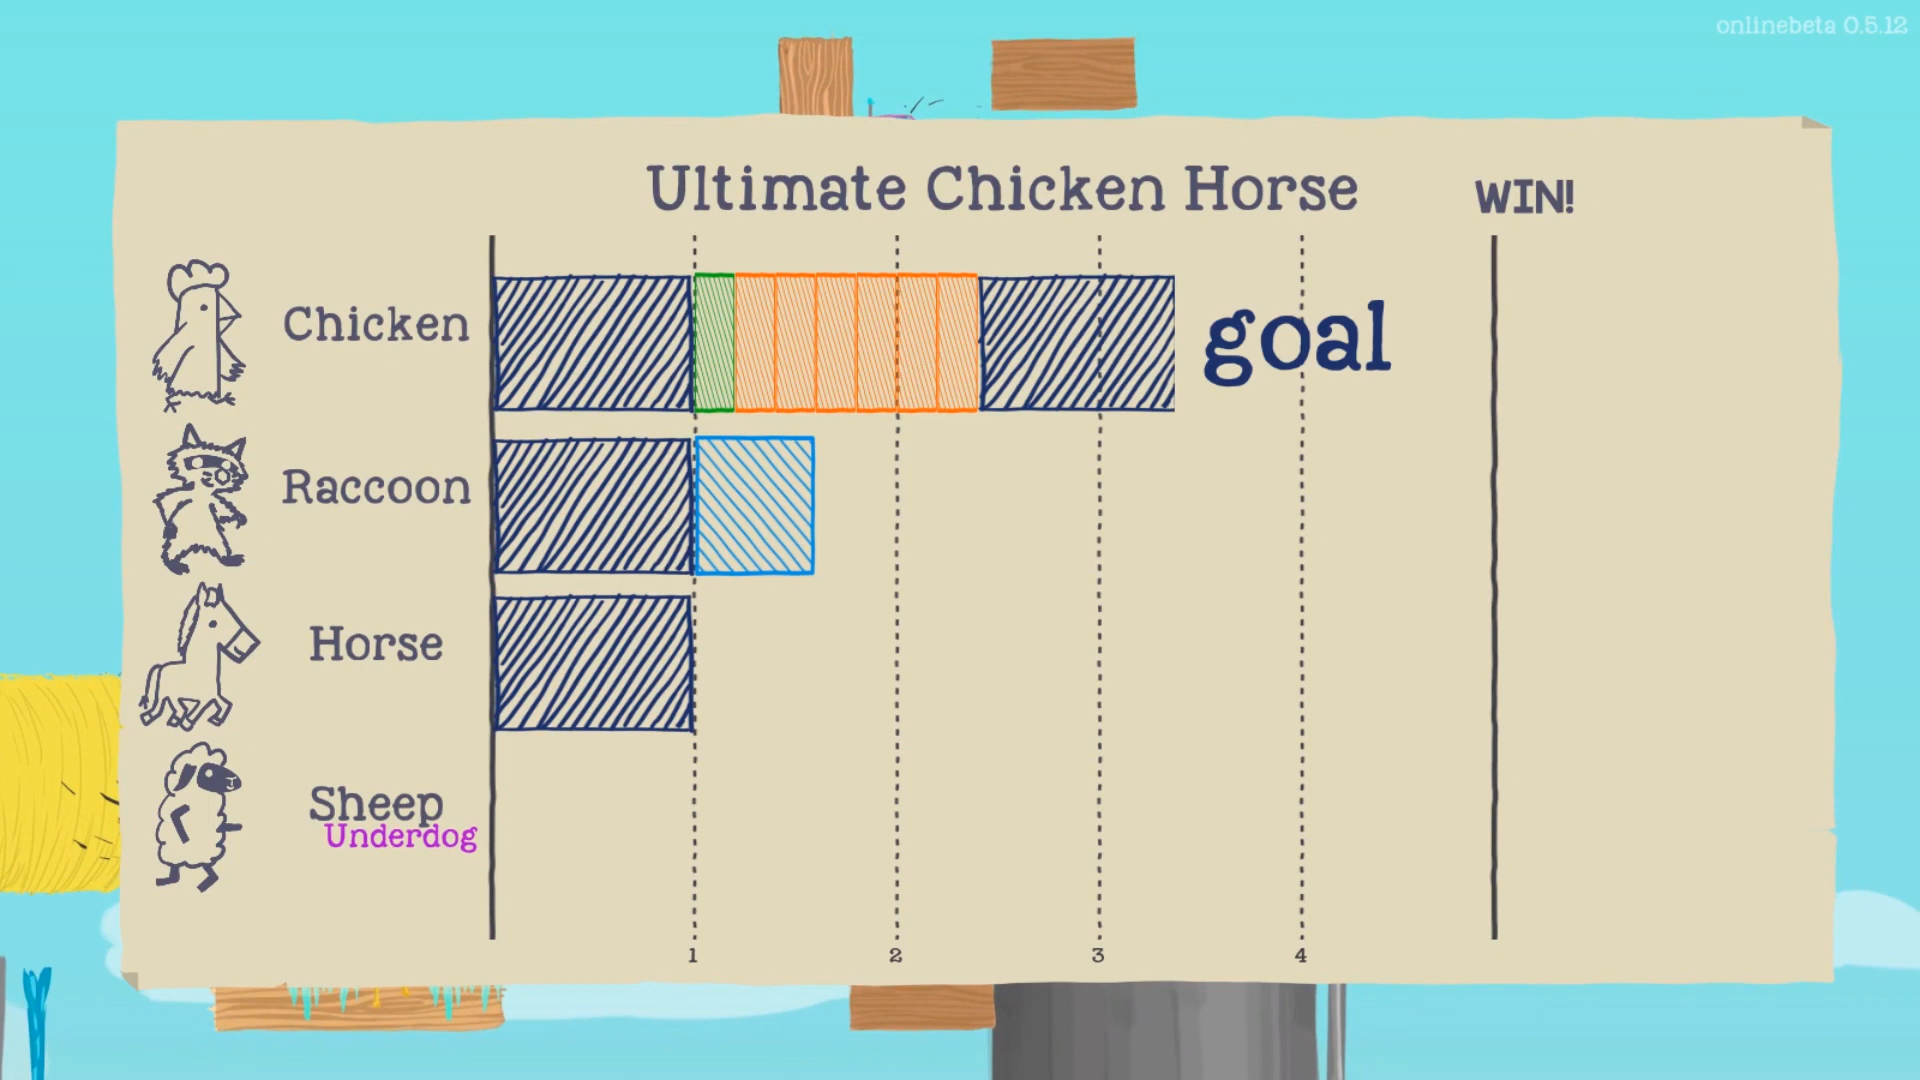 onlinebeta 0.5.12
Ultimate Chicken Horse
WIN!
Chicken
goal
Raccoon
Horse
Sheep
Underdog
1 2 3 4